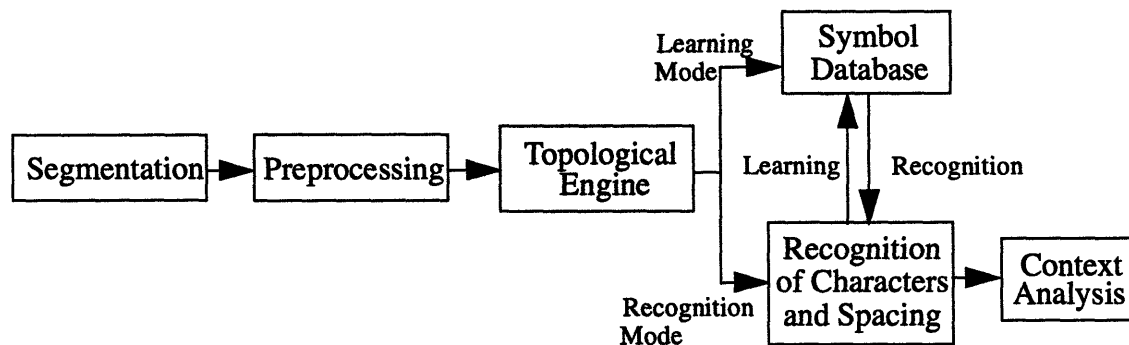 Segmentation
Preprocessing
Topological
Engine
Learning
Mode
Symbol
Database
Learning
Recognition
Recognition
Mode
Recognition
of Characters
and Spacing
Context
Analysis